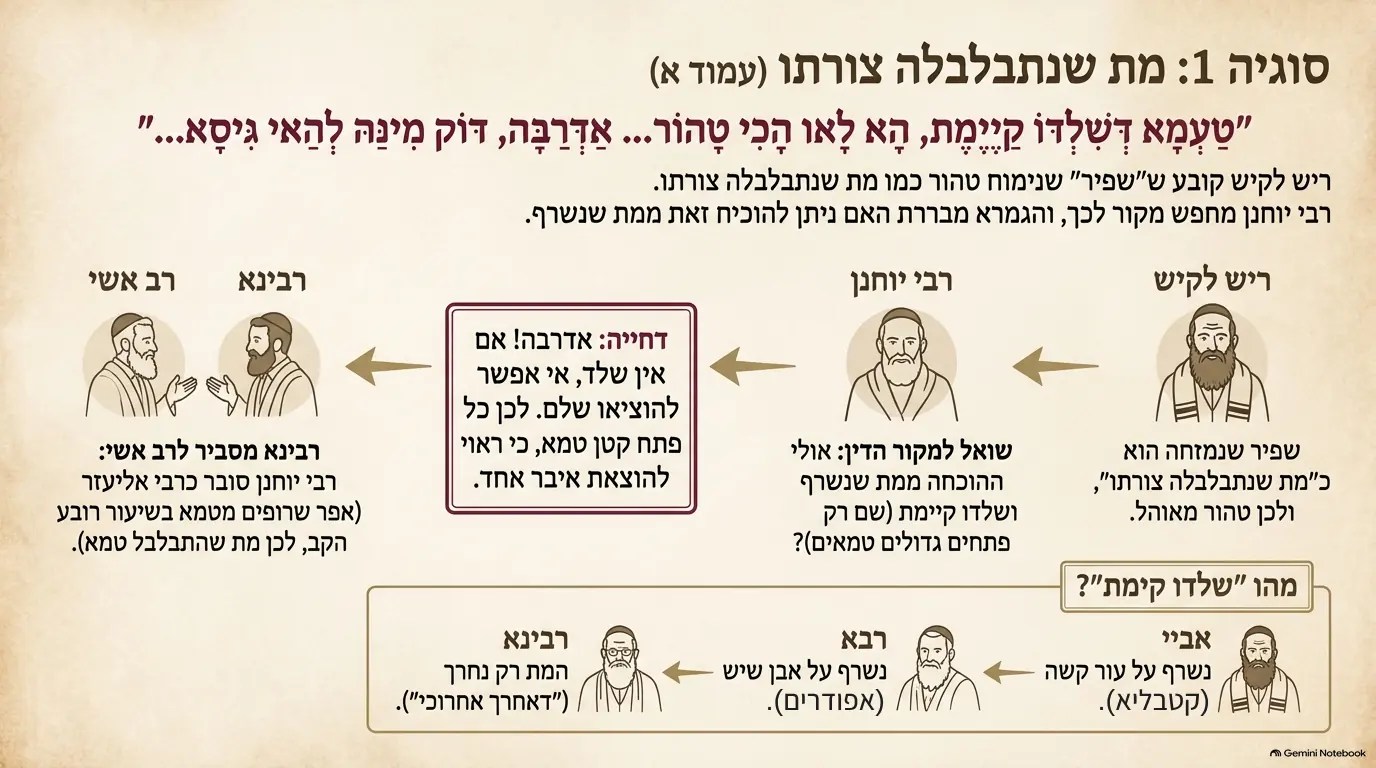 סוגיה 1: מת שנתבלבלה צורתו (עמוד א)
"טַעְמָא דְּשִׁלְדּוֹ קַיֶּימֶת, הָא לָאו הָכִי טָהוֹר... אַדְּרַבָּה, דּוֹק מִינַּהּ לְהַאי גִּיסָא..."
ריש לקיש קובע ש"שפיר" שנימוח טהור כמו מת שנתבלבלה צורתו.
רבי יוחנן מחפש מקור לכך, והגמרא מבררת האם ניתן להוכיח זאת ממת שנשרף.
ריש לקיש
שפיר שנמזחה הוא
כ"מת שנתבלבלה צורתו",
ולכן טהור מאוהל.
רבי יוחנן
שואל למקור הדין: אולי
ההוכחה ממת שנשרף
ושלדו קיימת (שם רק
פתחים גדולים טמאים)?
דחייה: אדרבה! אם
אין שלד, אי אפשר
להוציאו שלם. לכן כל
פתח קטן טמא, כי ראוי
להוצאת איבר אחד.
רבינא
רב אשי
רבינא מסביר לרב אשי:
רבי יוחנן סובר כרבי אליעזר
(אפר שרופים מטמא בשיעור רובע
הקב, לכן מת שהתבלבל טמא).
מהו "שלדו קימת"?
אביי
נשרף על עור קשה
(קטבליא).
רבא
נשרף על אבן שיש
(אפודרים).
רבינא
המת רק נחרך
("דאחרך אחרוכי").
Gemini Notebook